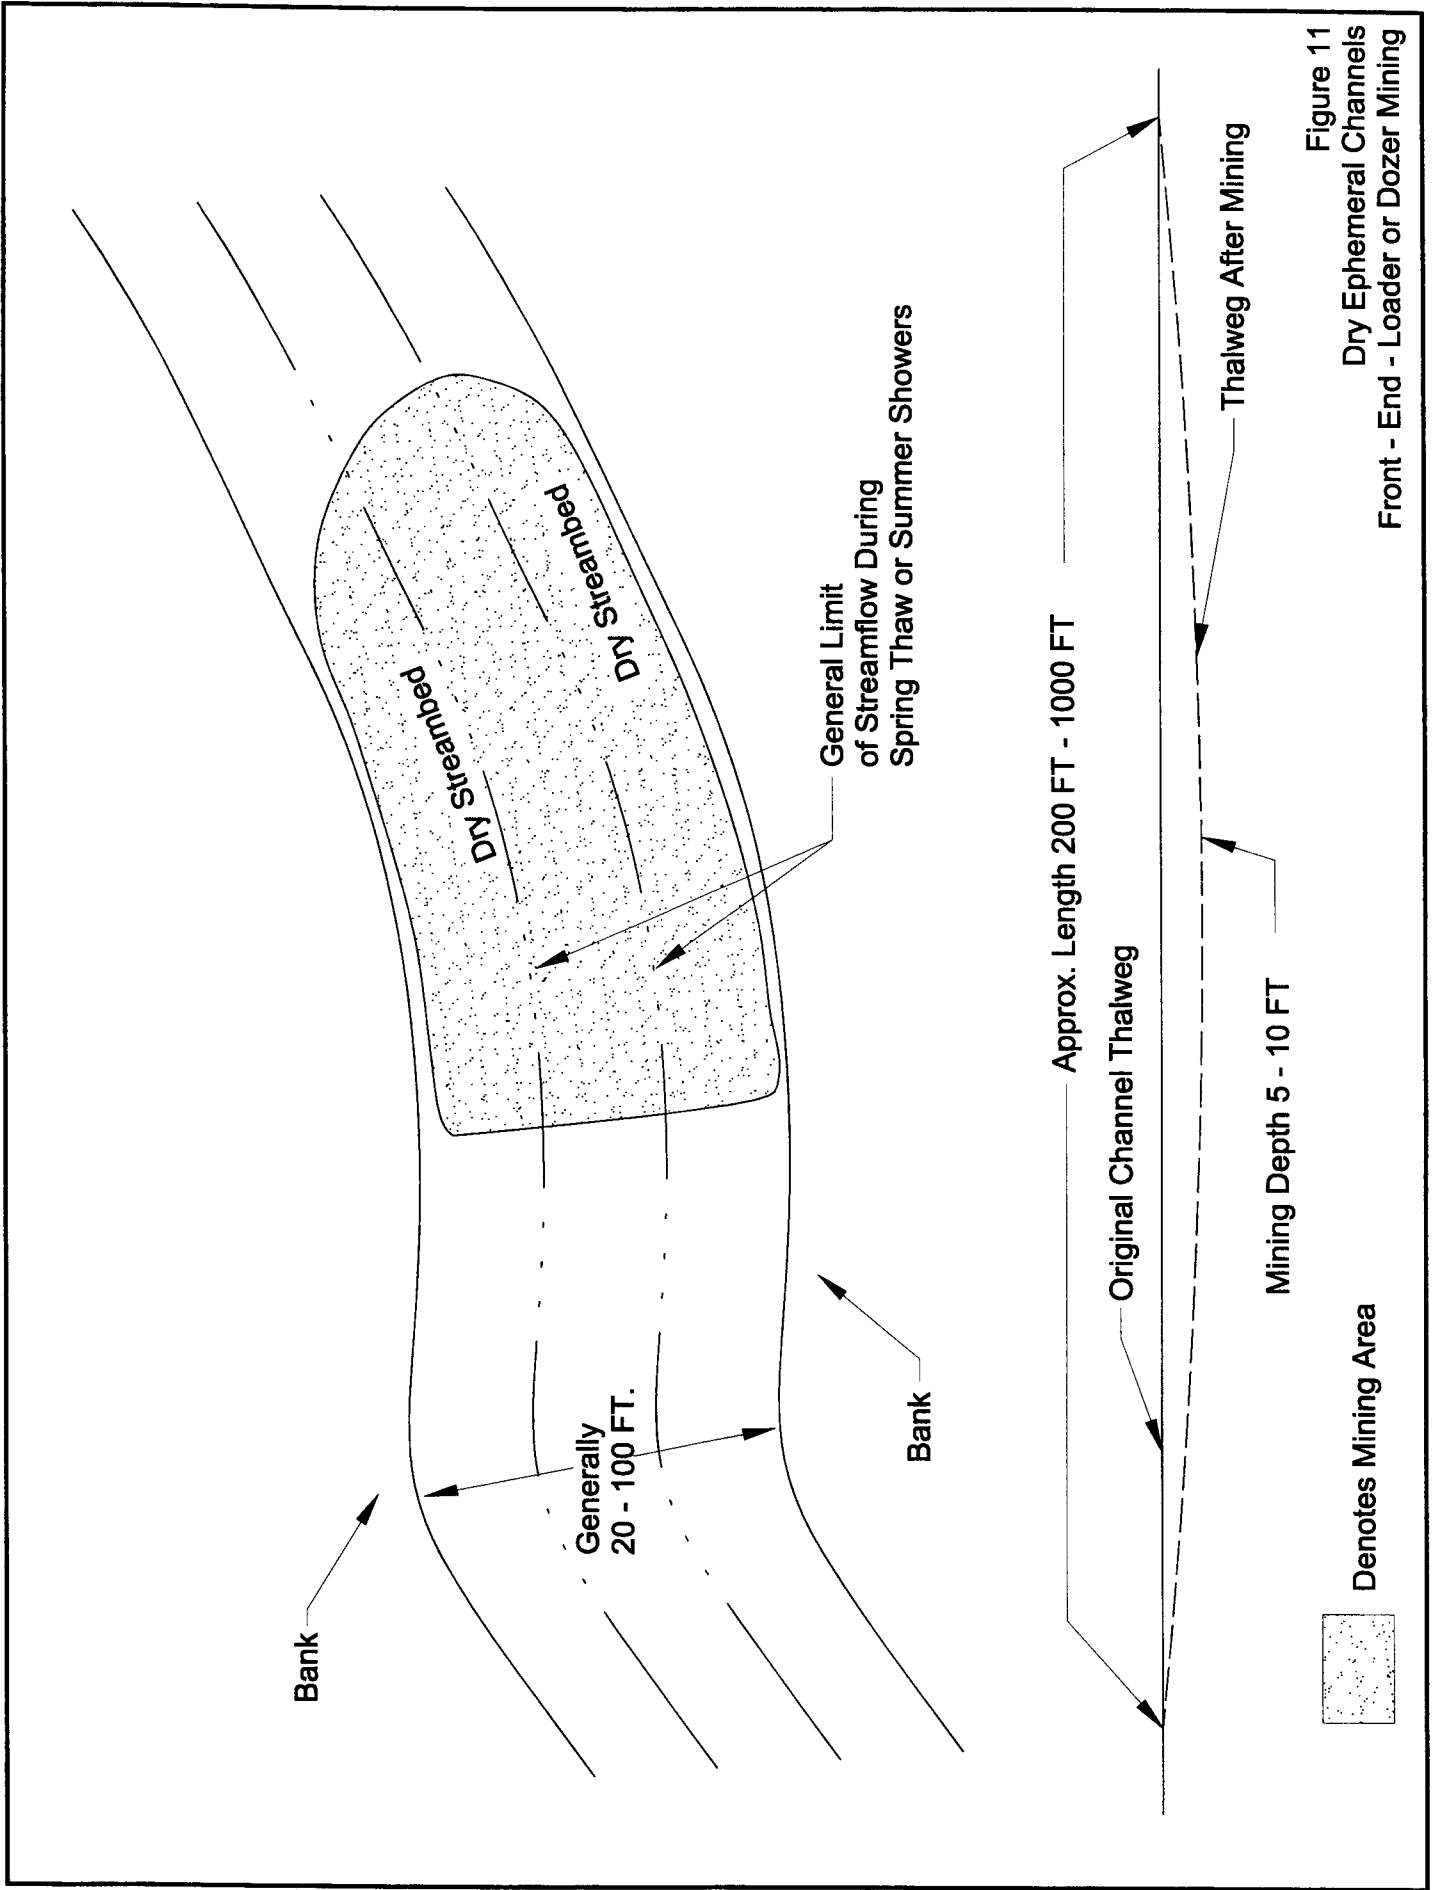 Bank
Generally
20 - 100 FT.
Bank
Dry Streambed
Dry Streambed
General Limit
of Streamflow During
Spring Thaw or Summer Showers
Approx. Length 200 FT - 1000 FT
Original Channel Thalweg
Thalweg After Mining
Mining Depth 5 - 10 FT
Denotes Mining Area
Figure 11
Dry Ephemeral Channels
Front - End - Loader or Dozer Mining